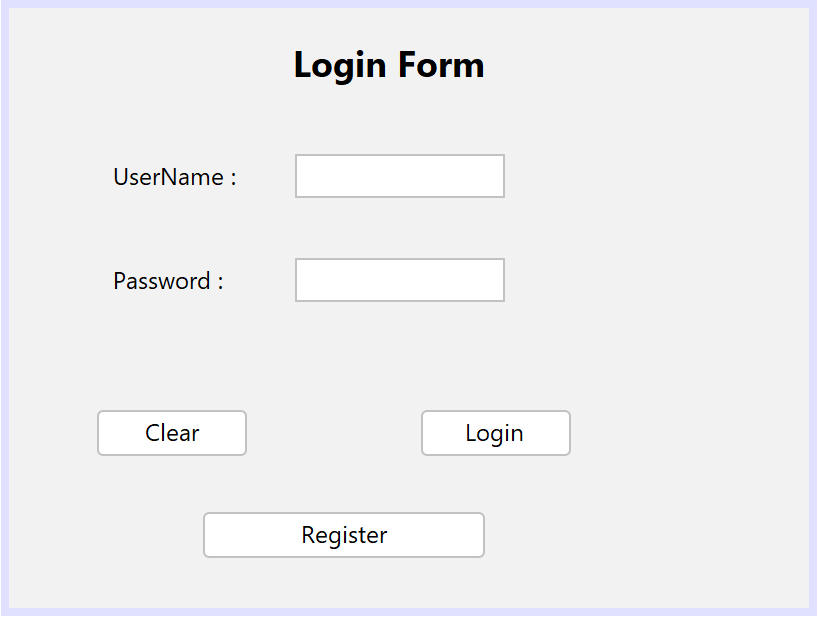 Login Form
UserName :
Password :
Clear
Login
Register